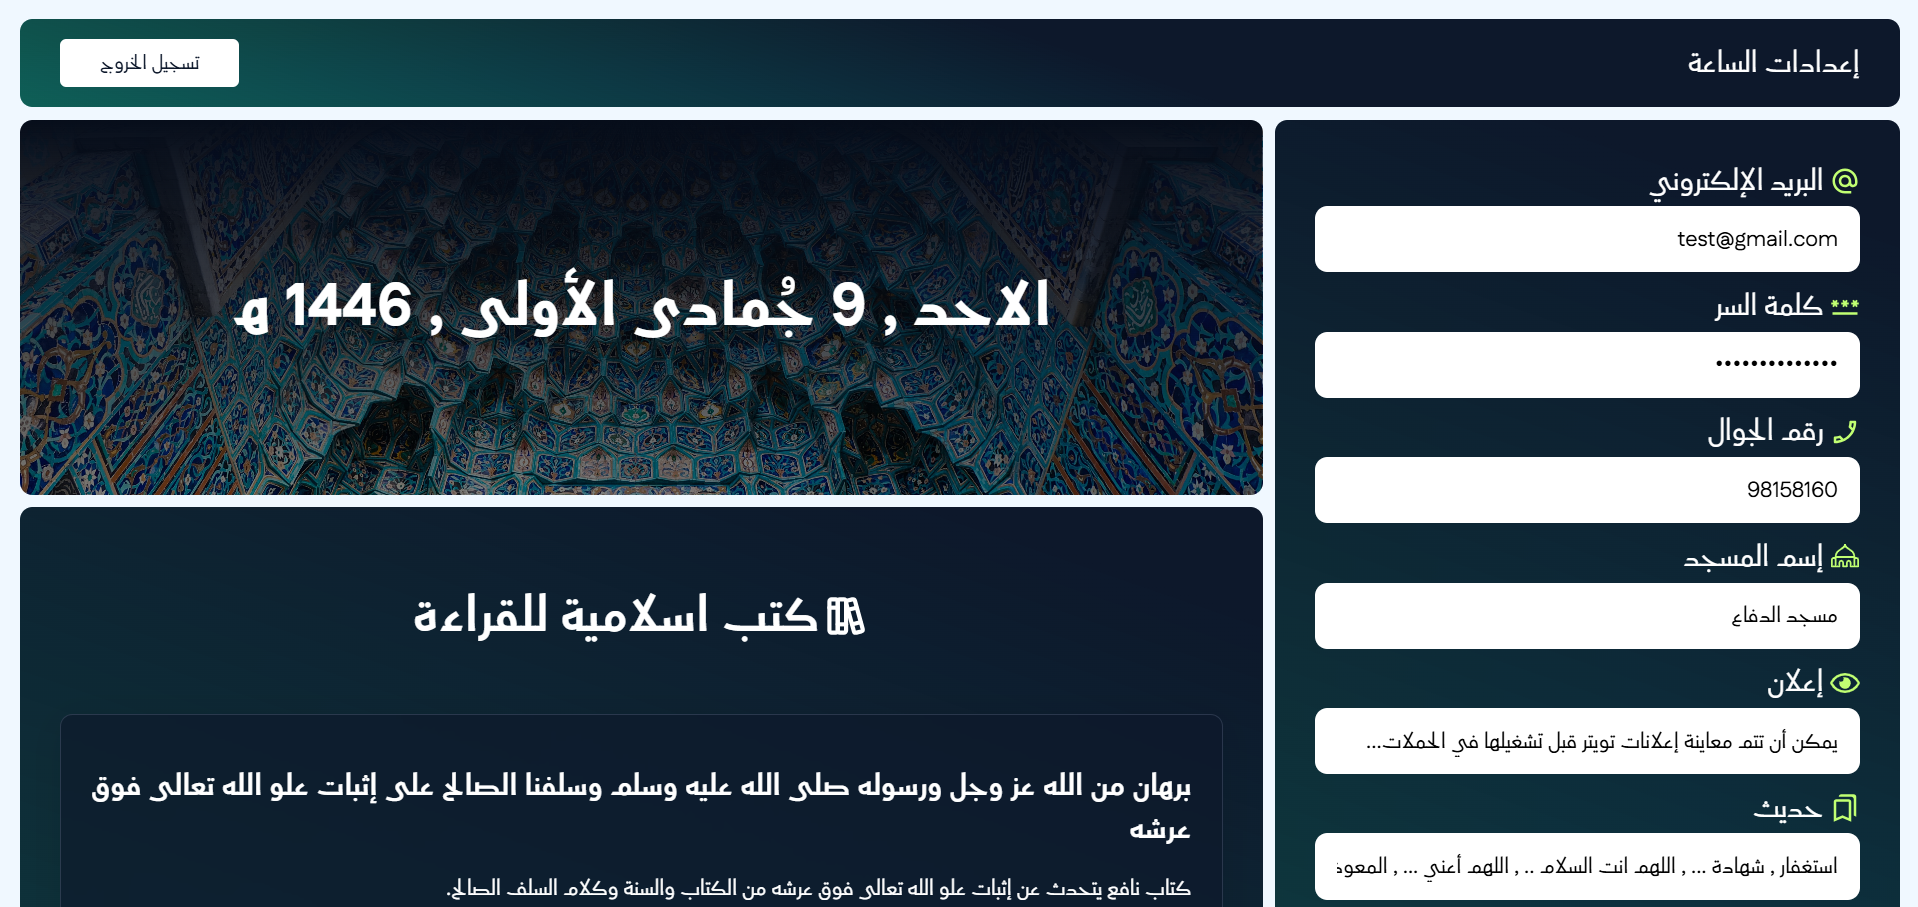 إعدادات الساعة
تسجيل الخروج
البريد الإلكتروني
test@gmail.com
كلمة السر
••••••••••••••
رقم الجوال
98158160
إسم المسجد
مسجد الدفاع
إعلان
يمكن أن تتم معاينة إعلانات تويتر قبل تشغيلها في الحملات...
حديث
استغفار , شهادة ... , اللهم انت السلام .. , اللهم أعني ... , المعوذ
الاحد , 9 جُمادى الأولى , 1446 ه
كتب اسلامية للقراءة
برهان من الله عز وجل ورسوله صلى الله عليه وسلم وسلفنا الصالح على إثبات علو الله تعالى فوق
عرشه
كتاب نافع يتحدث عن إثبات علو الله تعالى فوق عرشه من الكتاب والسنة وكلام السلف الصالح.